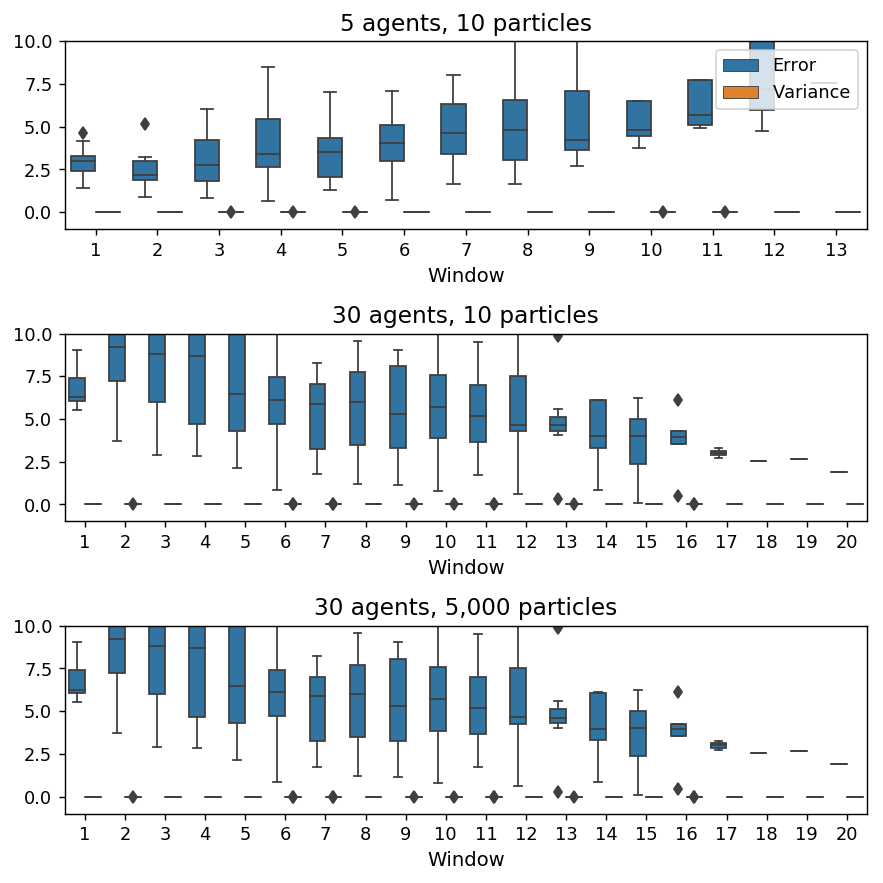 5 agents, 10 particles
10.0
7.5
5.0
2.5
0.0
Error
Variance
1 2 3 4 5 6 7 8 9 10 11 12 13
Window
30 agents, 10 particles
10.0
7.5
5.0
2.5
0.0
1 2 3 4 5 6 7 8 9 10 11 12 13 14 15 16 17 18 19 20
Window
30 agents, 5,000 particles
10.0
7.5
5.0
2.5
0.0
1 2 3 4 5 6 7 8 9 10 11 12 13 14 15 16 17 18 19 20
Window